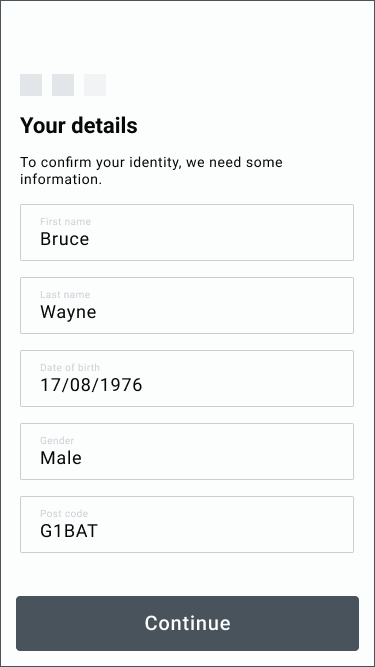 Your details
To confirm your identity, we need some
information.
First name
Bruce
Last name
Wayne
Date of birth
17/08/1976
Gender
Male
Post code
G1BAT
Continue